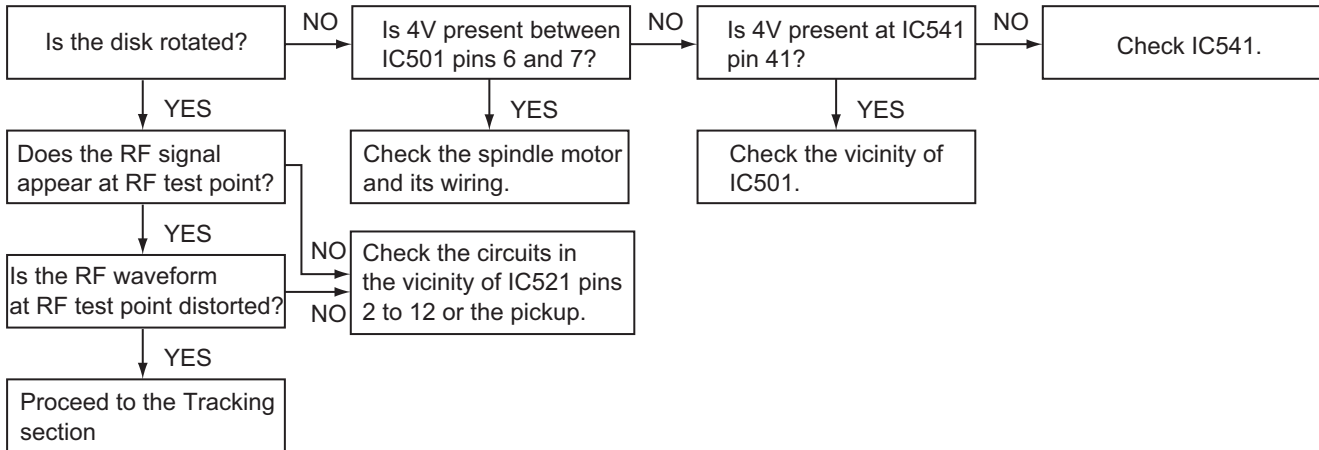 Is the disk rotated?
NO
Is 4V present between
IC501 pins 6 and 7?
NO
Is 4V present at IC541
pin 41?
NO
Check IC541.
YES
YES
YES
Does the RF signal
appear at RF test point?
Check the spindle motor
and its wiring.
Check the vicinity of
IC501.
YES
NO
Is the RF waveform
at RF test point distorted?
NO
Check the circuits in
the vicinity of IC521 pins
2 to 12 or the pickup.
YES
Proceed to the Tracking
section